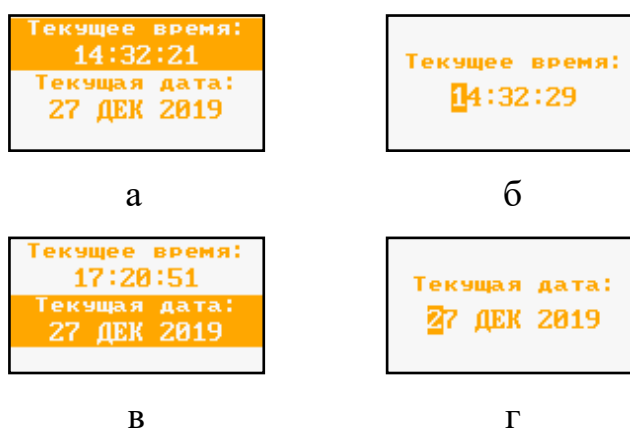 Текущее время:
14:32:21
Текущая дата:
27 ДЕК 2019
а
Текущее время:
14:32:29
б
Текущее время:
17:20:51
Текущая дата:
27 ДЕК 2019
в
Текущая дата:
27 ДЕК 2019
г